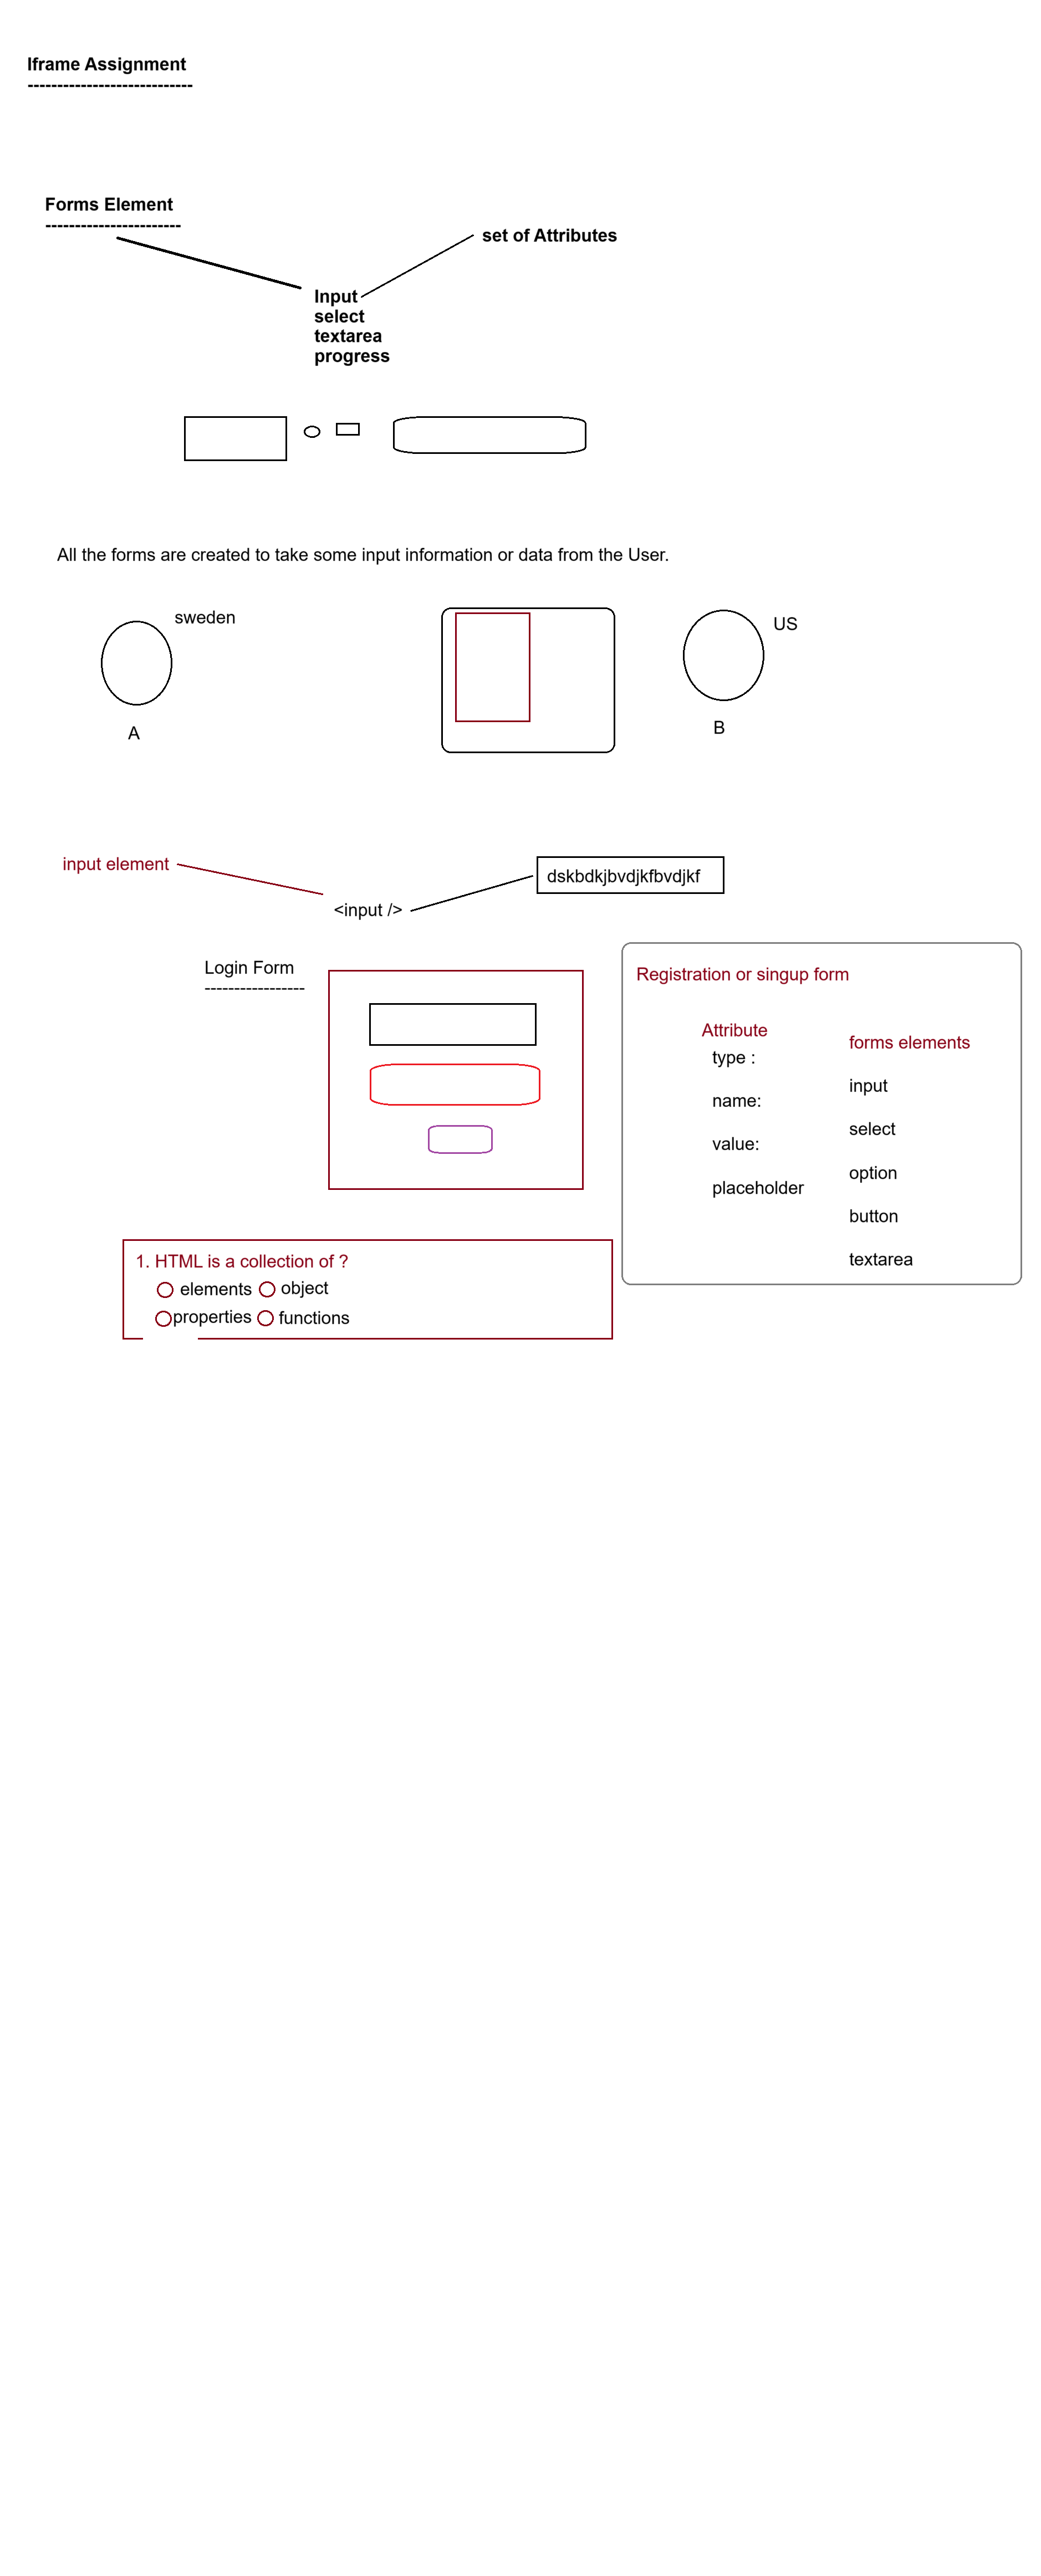 Iframe Assignment
----------------------------
Forms Element
-----------------------
set of Attributes
Input
select
textarea
progress
All the forms are created to take some input information or data from the User.
sweden
US
A
B
input element
dskbdkjbvdjkfbvdjkf
<input />
Login Form
-----------------
Registration or singup form
Attribute
type :
name:
value:
placeholder
forms elements
input
select
option
button
textarea
1. HTML is a collection of ?
elements object
properties functions